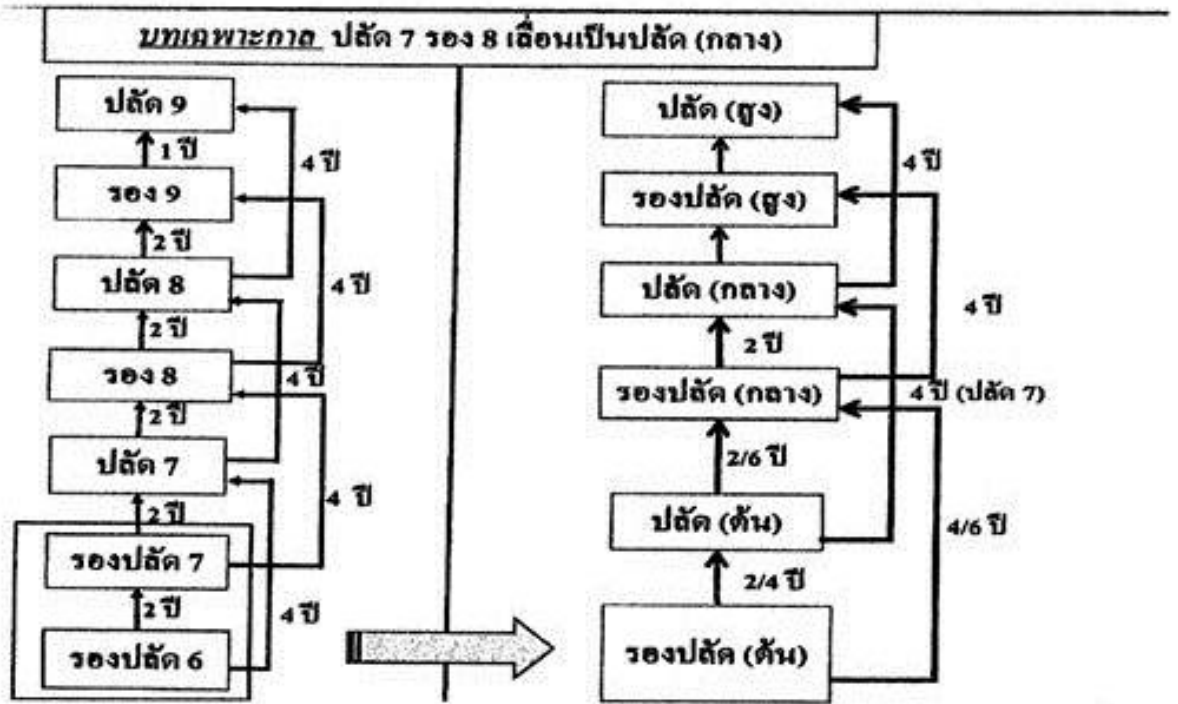 บทเฉพาะกาล ปลัด 7 รอง 8 เลื่อนเป็นปลัด (กลาง)
ปลัด 9
1 ปี
4 ปี
รอง 9
2 ปี
ปลัด 8
4 ปี
2 ปี
รอง 8
4 ปี
2 ปี
ปลัด 7
4 ปี
2 ปี
รองปลัด 7
2 ปี
4 ปี
รองปลัด 6
ปลัด (สูง)
4 ปี
รองปลัด (สูง)
ปลัด (กลาง)
4 ปี
2 ปี
รองปลัด (กลาง)
4 ปี (ปลัด 7)
2/6 ปี
ปลัด (ต้น)
4/6 ปี
2/4 ปี
รองปลัด (ต้น)